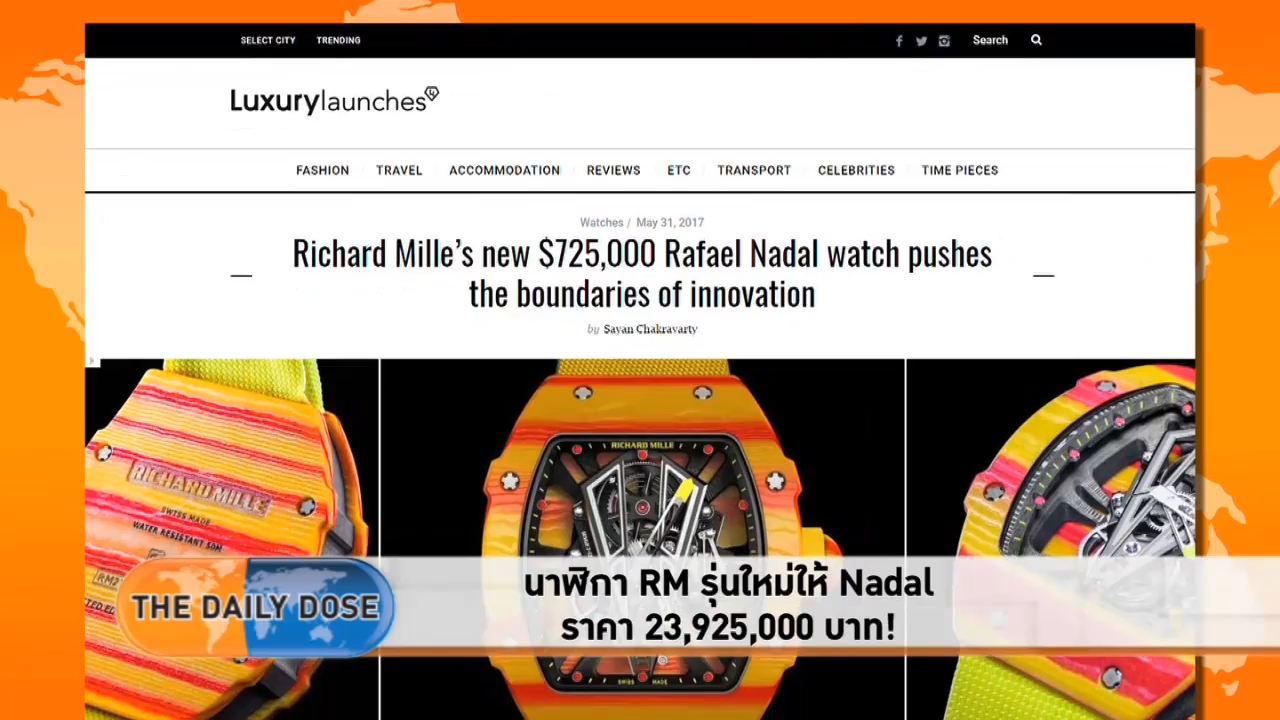 SELECT CITY TRENDING Search
Luxurylaunches
FASHION TRAVEL ACCOMMODATION REVIEWS ETC TRANSPORT CELEBRITIES TIME PIECES
Watches / May 31, 2017
Richard Mille's new $725,000 Rafael Nadal watch pushes
the boundaries of innovation
by Sayan Chakravarty
RICHARD MILLE
SWISS MADE
WATER RESISTANT 50M
RICHARD MILLE
SWISS MADE
THE DAILY DOSE
นาฬิกา RM รุ่นใหม่ให้ Nadal
ราคา 23,925,000 บาท!